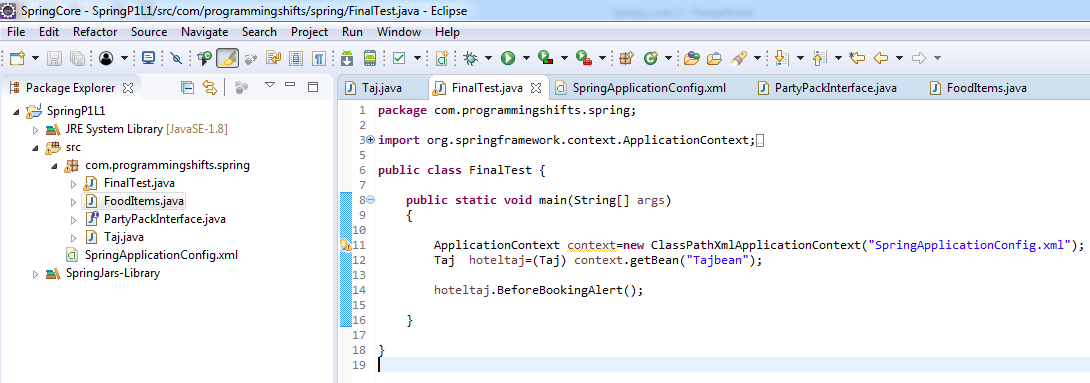 SpringCore - SpringP1L1/src/com/programmingshifts/spring/FinalTest.java - Eclipse
File Edit Refactor Source Navigate Search Project Run Window Help
Package Explorer
SpringP1L1
JRE System Library [JavaSE-1.8]
src
com.programmingshifts.spring
FinalTest.java
FoodItems.java
PartyPackInterface.java
Taj.java
SpringApplicationConfig.xml
SpringJars-Library
Taj.java FinalTest.java SpringApplicationConfig.xml PartyPackInterface.java FoodItems.java
1 package com.programmingshifts.spring;
2
3 import org.springframework.context.ApplicationContext;
5
6 public class FinalTest {
7
8 public static void main(String[] args)
9 {
10
11 ApplicationContext context=new ClassPathXmlApplicationContext("SpringApplicationConfig.xml");
12 Taj  hoteltaj=(Taj) context.getBean("Tajbean");
13
14 hoteltaj.BeforeBookingAlert();
15
16 }
17
18 }
19